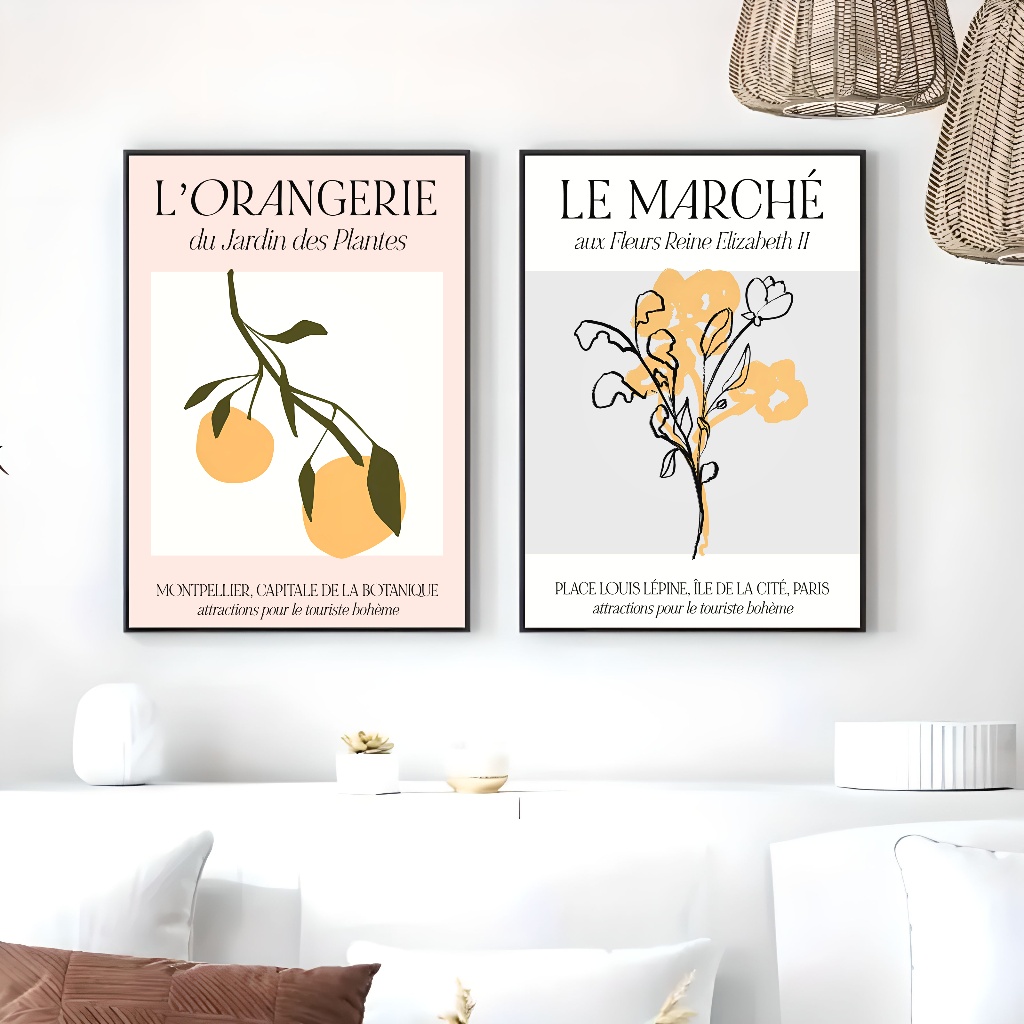 L'ORANGERIE
du Jardin des Plantes
MONTPELLIER, CAPITALE DE LA BOTANIQUE
attractions pour le touriste bohème
LE MARCHÉ
aux Fleurs Reine Elizabeth II
PLACE LOUIS LÉPINE, ÎLE DE LA CITÉ, PARIS
attractions pour le touriste bohème